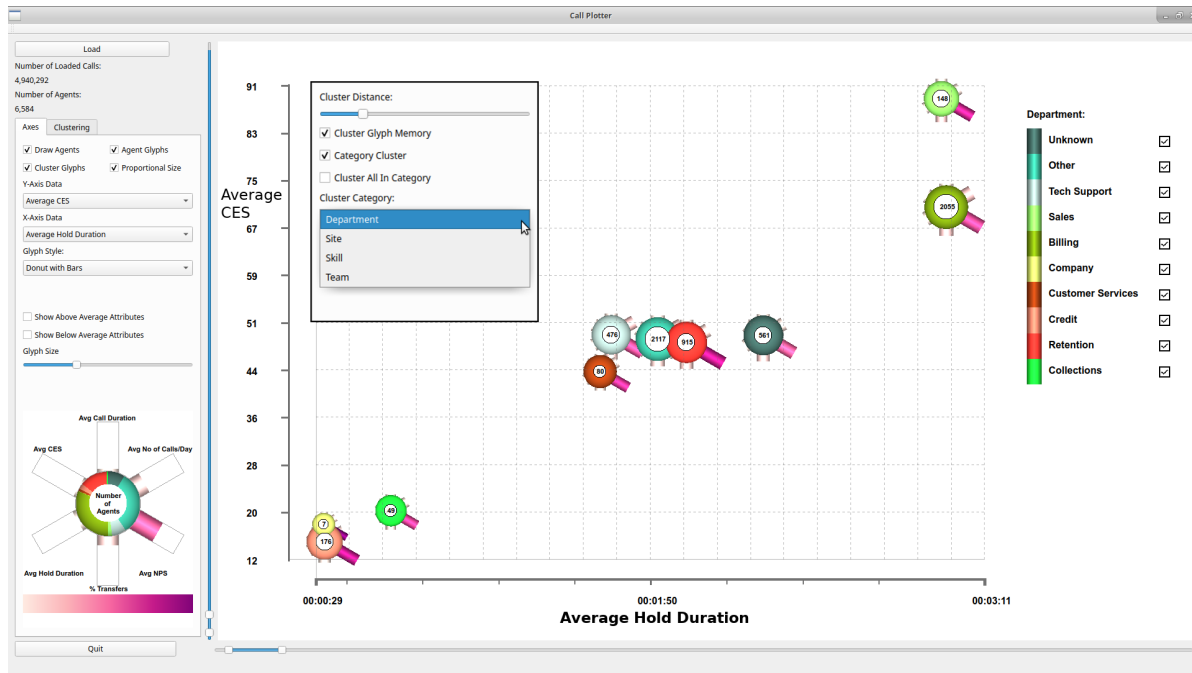 Call Plotter
Load
Number of Loaded Calls:
4,940,292
Number of Agents:
6,584
Axes Clustering
Draw Agents Agent Glyphs
Cluster Glyphs Proportional Size
Y-Axis Data
Average CES
X-Axis Data
Average Hold Duration
Glyph Style:
Donut with Bars
Show Above Average Attributes
Show Below Average Attributes
Glyph Size
Avg Call Duration
Avg CES Avg No of Calls/Day
Number
of
Agents
Avg Hold Duration Avg NPS
% Transfers
Quit
Average
CES
91
83
75
67
59
51
44
36
28
20
12
Cluster Distance:
Cluster Glyph Memory
Category Cluster
Cluster All In Category
Cluster Category:
Department
Site
Skill
Team
148
2055
476
2117
915
561
80
49
7
176
00:00:29 00:01:50 00:03:11
Average Hold Duration
Department:
Unknown
Other
Tech Support
Sales
Billing
Company
Customer Services
Credit
Retention
Collections